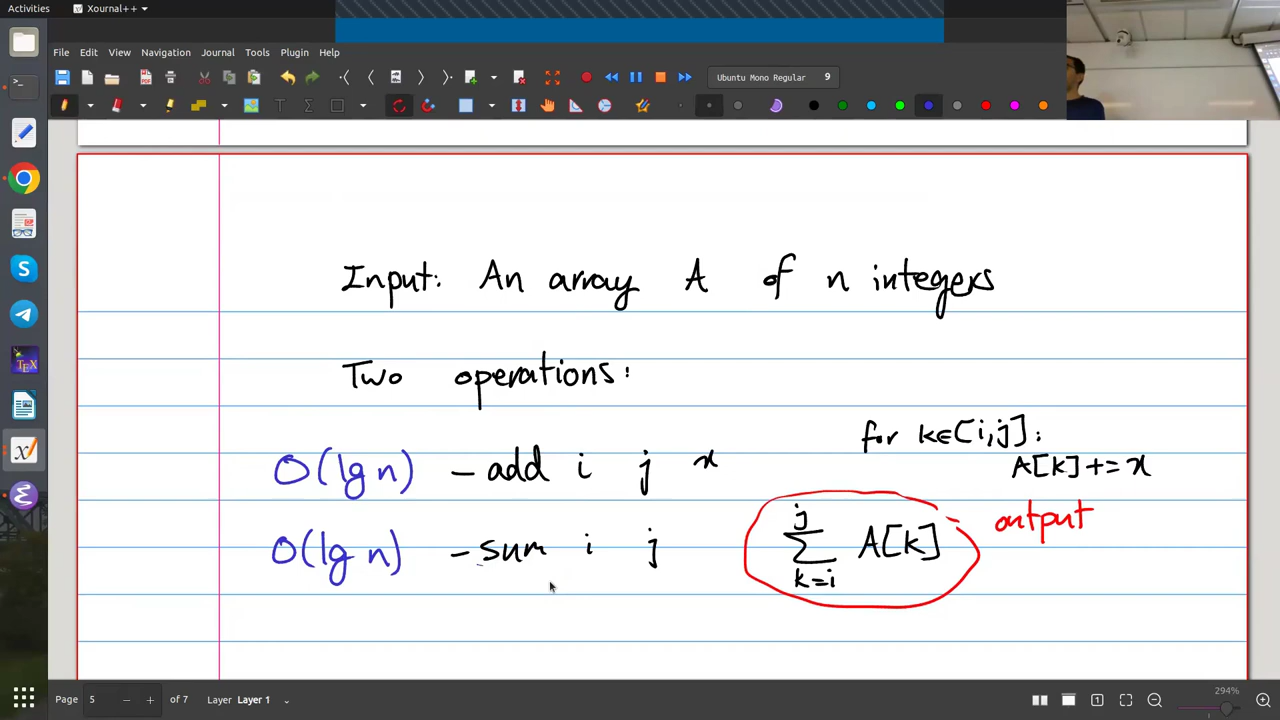 Activities
Xournal++
File Edit View Navigation Journal Tools Plugin Help
Ubuntu Mono Regular 9
Input: An array A of n integers
Two operations:
for k∈[i,j]:
O(lg n) - add i j x A[k] += x
output
O(lg n) - sum i j ∑ j k=i A[k]
Page 5 of 7 Layer Layer 1 294%